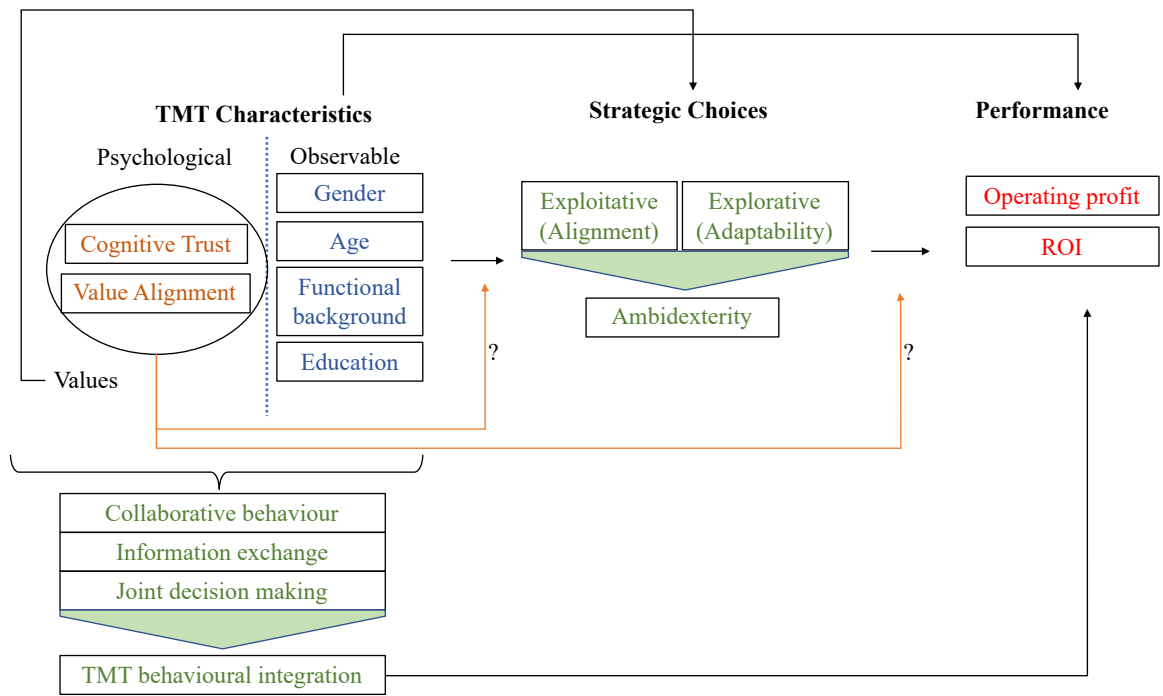 TMT Characteristics
Strategic Choices
Performance
Psychological
Observable
Gender
Cognitive Trust
Age
Value Alignment
Functional
background
Education
Values
Exploitative
(Alignment)
Explorative
(Adaptability)
Ambidexterity
Operating profit
ROI
?
?
Collaborative behaviour
Information exchange
Joint decision making
TMT behavioural integration